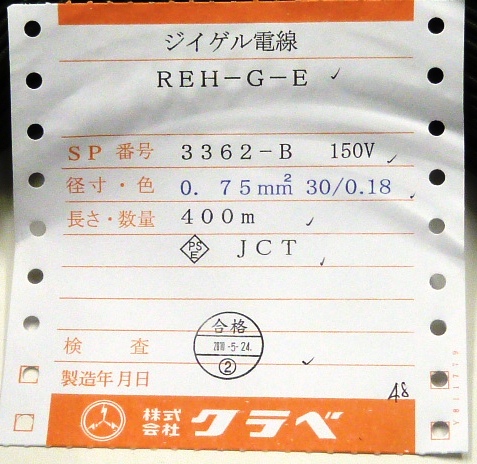 ジイゲル電線
REH-G-E
SP 番号 3362-B 150V
径寸・色 0.75mm² 30/0.18
長さ・数量 400m
PSE JCT
合格
2010-5-24
②
検査
製造年月日
48
株式会社 クラベ